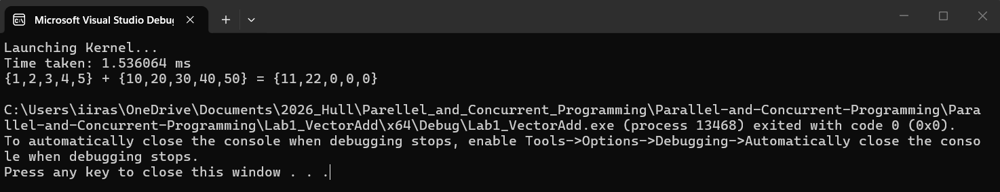 Microsoft Visual Studio Debug
Launching Kernel...
Time taken: 1.536064 ms
{1,2,3,4,5} + {10,20,30,40,50} = {11,22,0,0,0}
C:\Users\iiras\OneDrive\Documents\2026_Hull\Parellel_and_Concurrent_Programming\Parallel-and-Concurrent-Programming\Para
llel-and-Concurrent-Programming\Lab1_VectorAdd\x64\Debug\Lab1_VectorAdd.exe (process 13468) exited with code 0 (0x0).
To automatically close the console when debugging stops, enable Tools->Options->Debugging->Automatically close the conso
le when debugging stops.
Press any key to close this window . . .